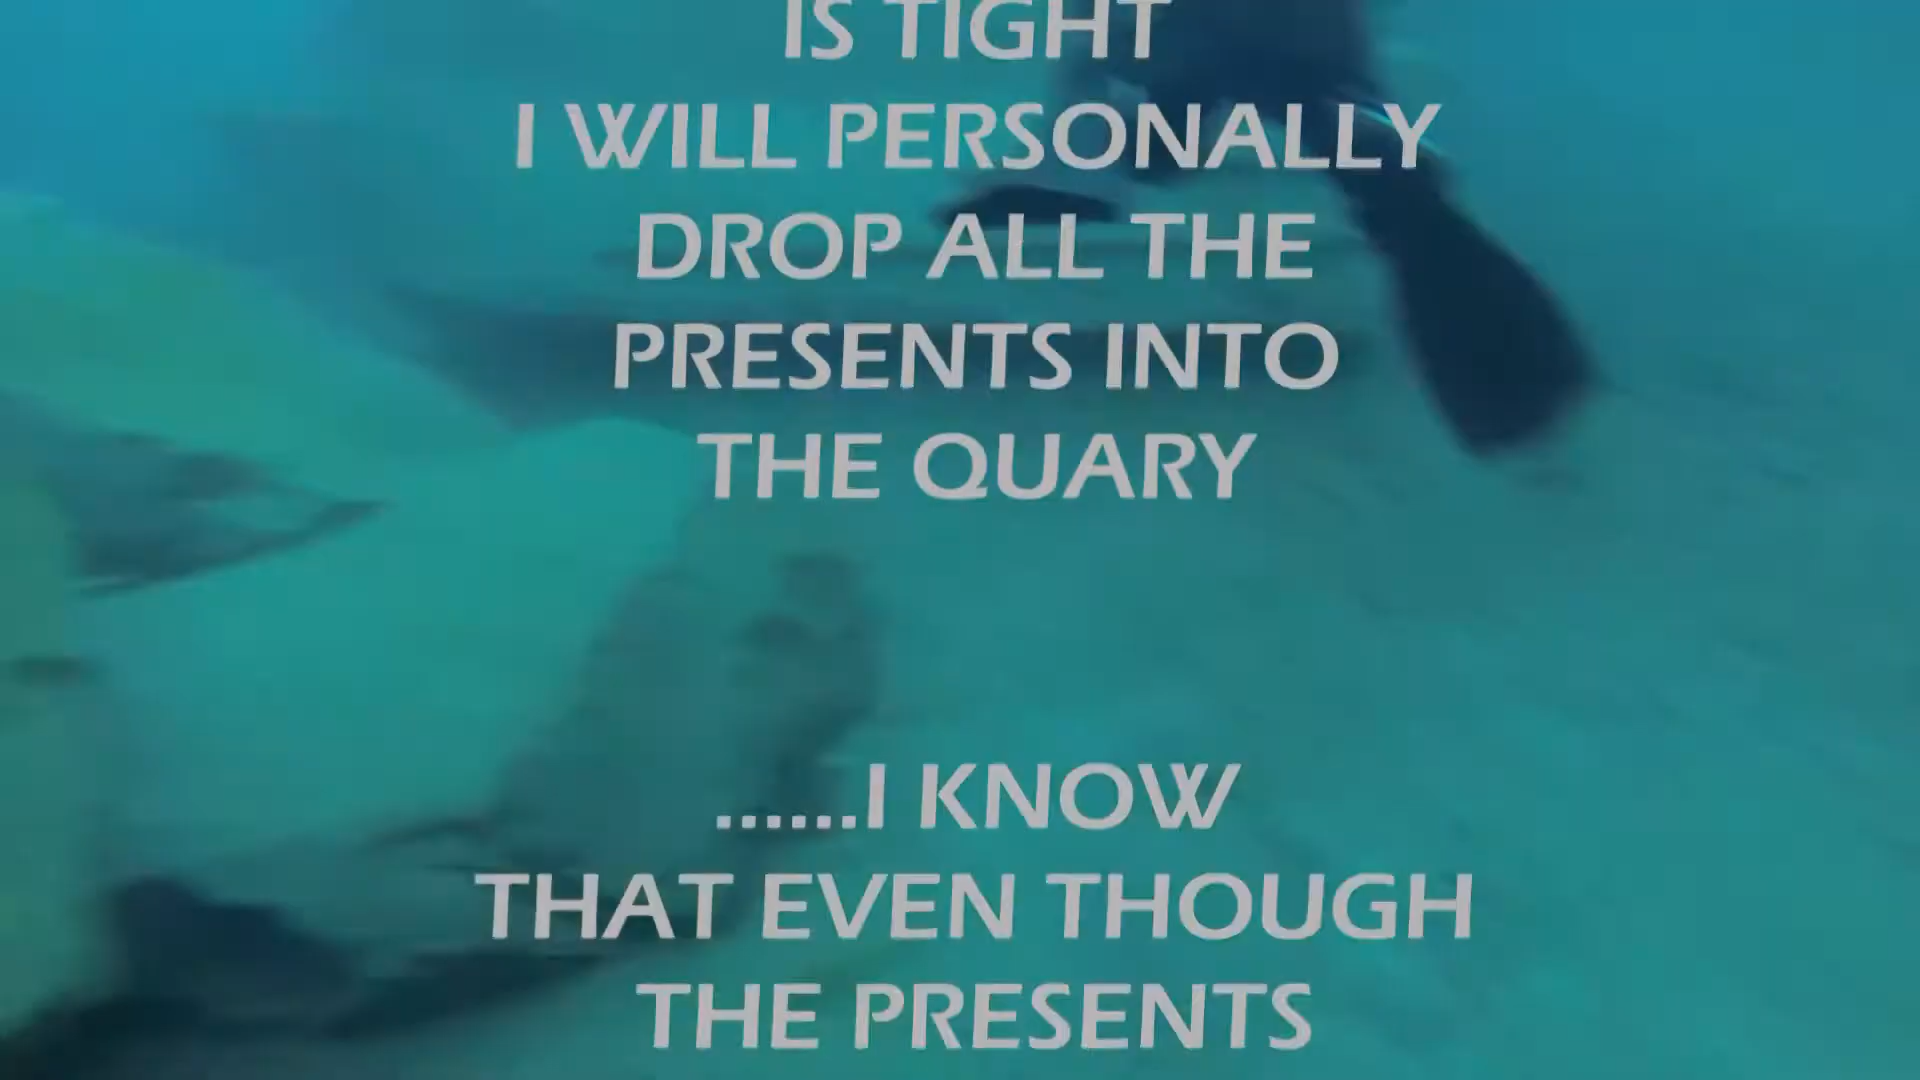 IS TIGHT
I WILL PERSONALLY
DROP ALL THE
PRESENTS INTO
THE QUARY
......I KNOW
THAT EVEN THOUGH
THE PRESENTS